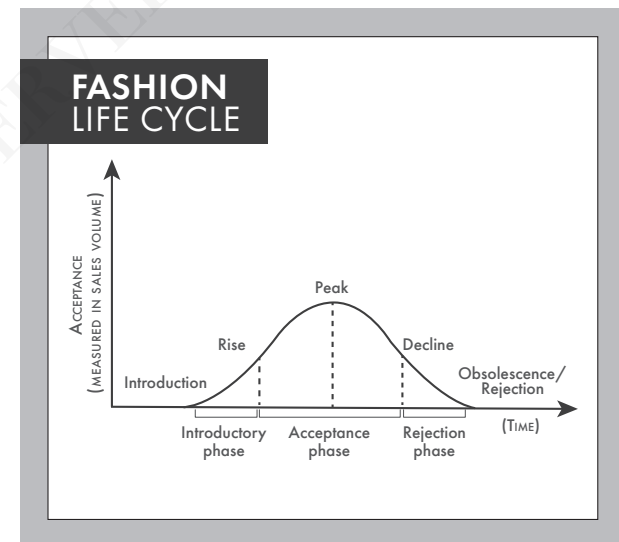 FASHION
LIFE CYCLE
ACCEPTANCE
(MEASURED IN SALES VOLUME)
Peak
Rise
Decline
Introduction
Obsolescence/
Rejection
(TIME)
Introductory
phase
Acceptance
phase
Rejection
phase